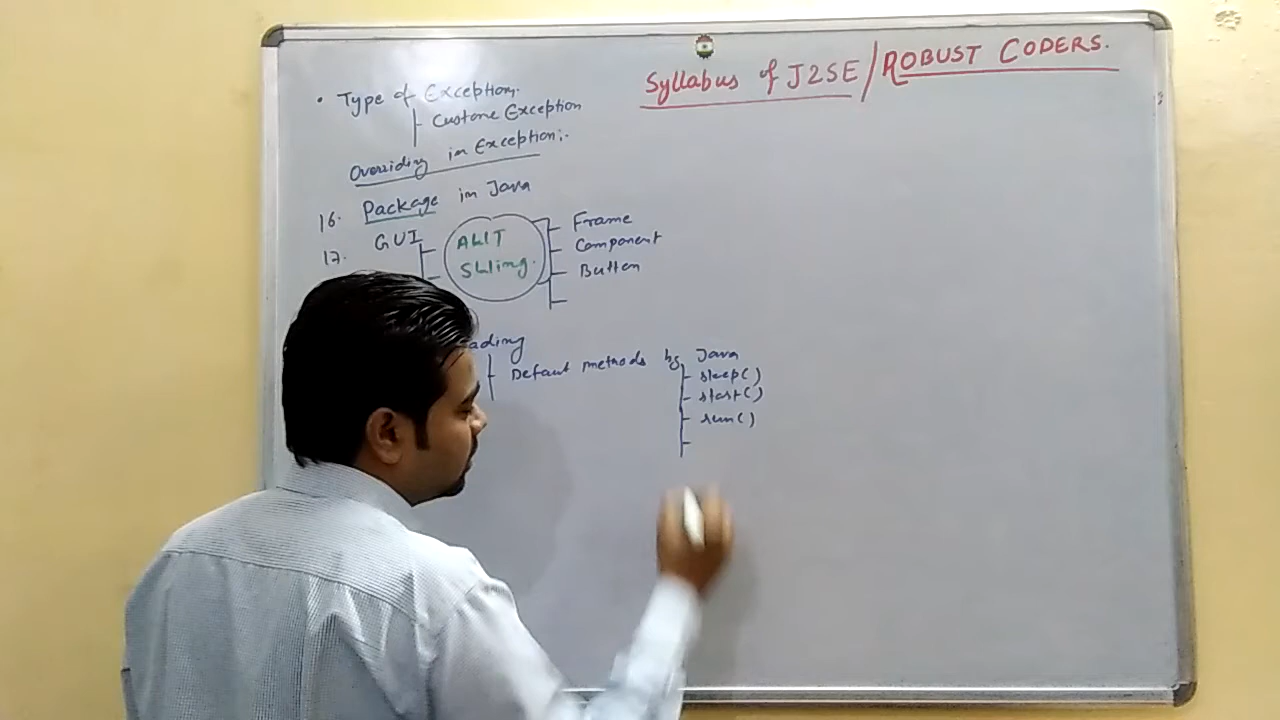 Syllabus of J2SE/ROBUST CODERS.
• Type of Exception.
Custone Exception
Overriding in Exception:.
16. Package in Java
17. GUI
AWT
SWing.
Frame
Component
Button
ading
Defaut methods by Java
sleep()
start()
run()